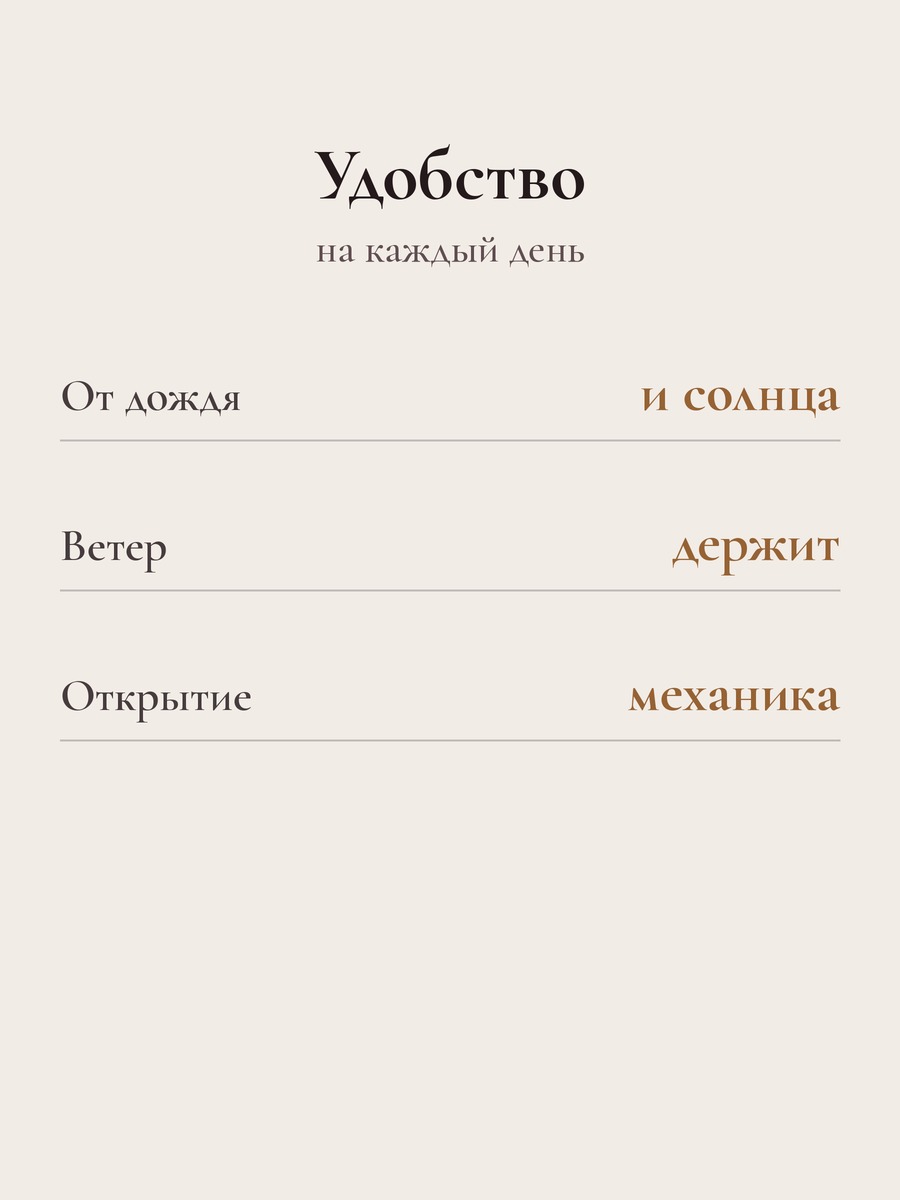 Удобство
на каждый день
От дождя и солнца
Ветер держит
Открытие механика